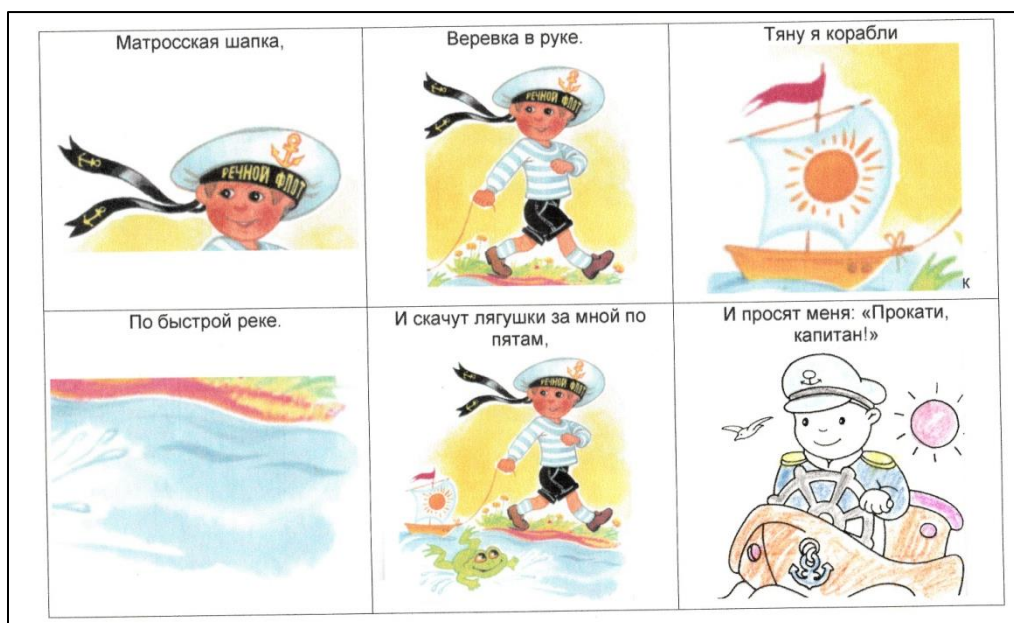 Матросская шапка,
РЕЧНОЙ ФЛОТ
Веревка в руке.
РЕЧНОЙ ФЛОТ
Тяну я корабли
к
По быстрой реке.
И скачут лягушки за мной по
пятам,
РЕЧНОЙ ФЛОТ
И просят меня: «Прокати,
капитан!»